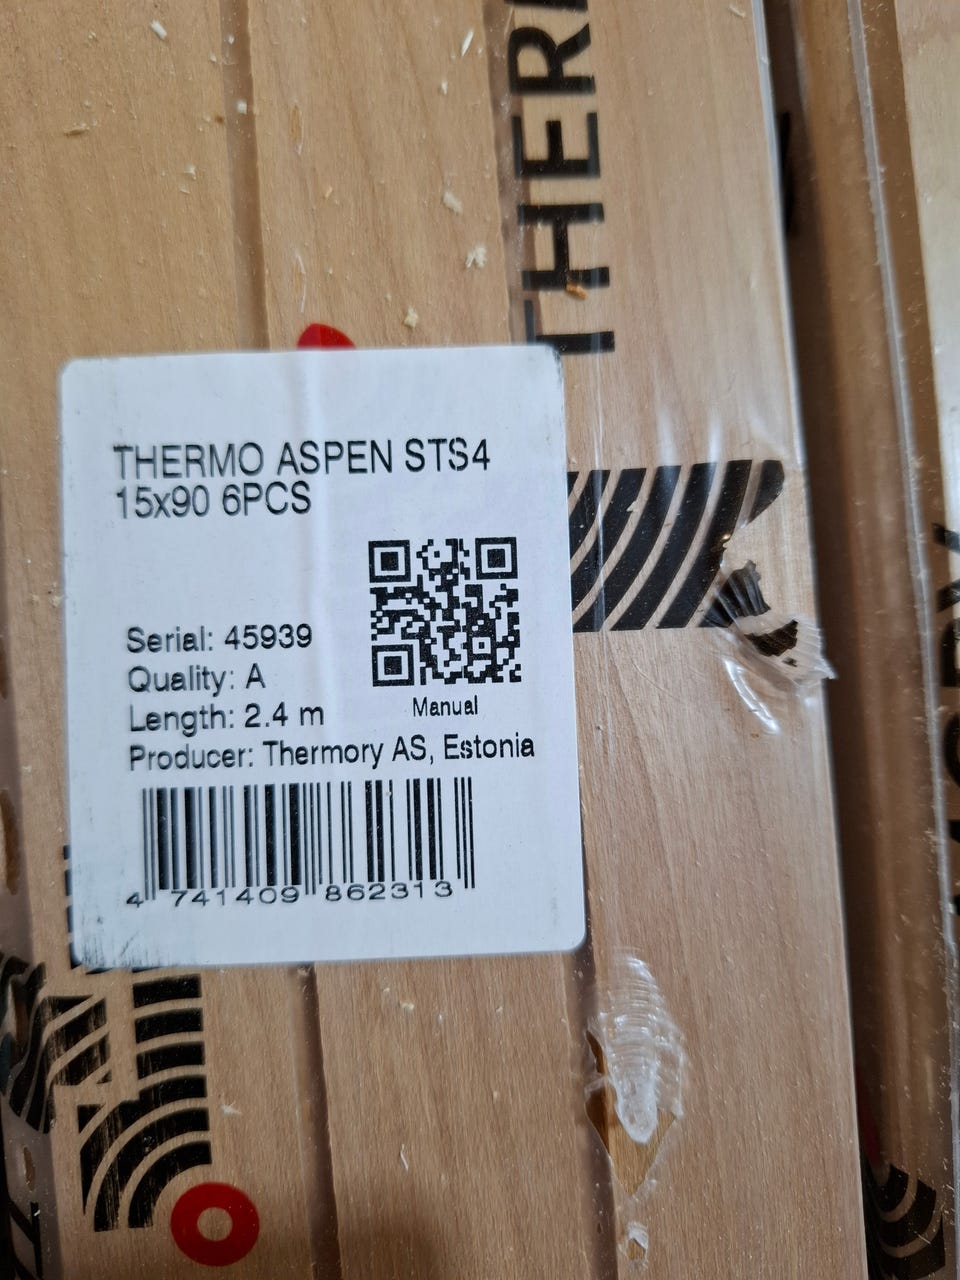 THERM
THERMO ASPEN STS4
15x90 6PCS
Serial: 45939
Quality: A
Length: 2.4 m
Producer: Thermory AS, Estonia
Manual
4 741409 862313